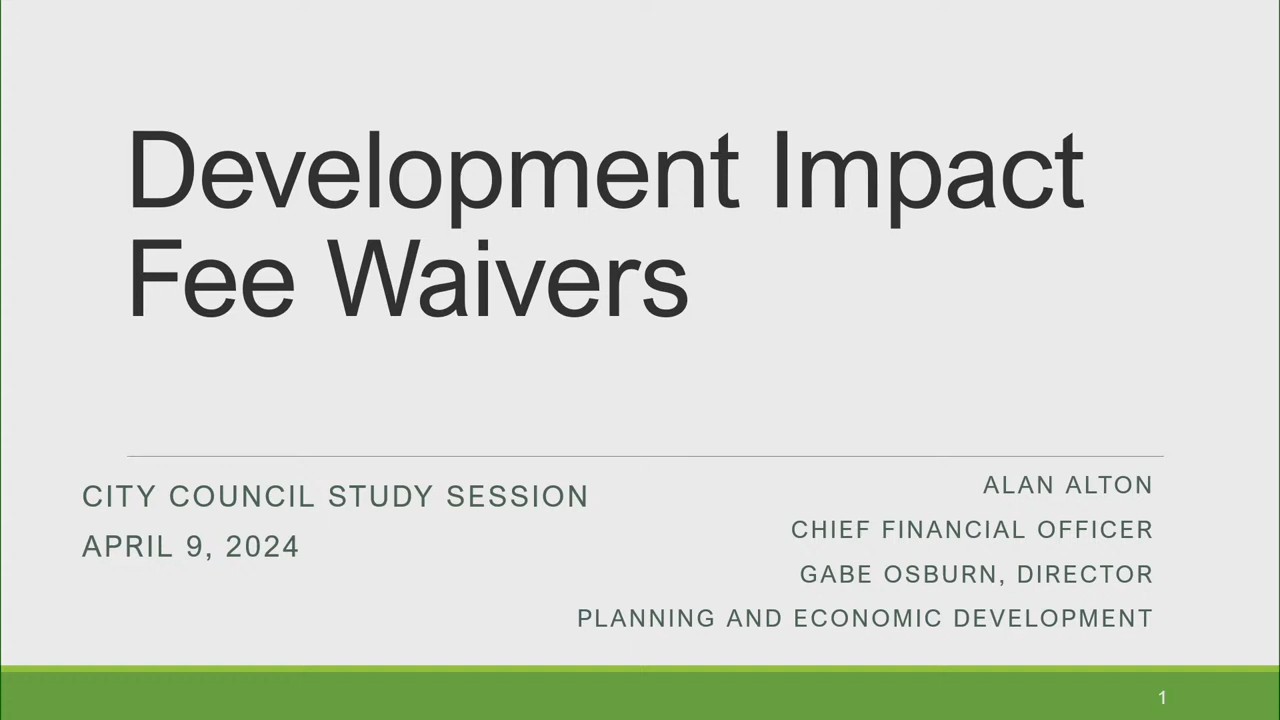 Development Impact
Fee Waivers
CITY COUNCIL STUDY SESSION
APRIL 9, 2024
ALAN ALTON
CHIEF FINANCIAL OFFICER
GABE OSBURN, DIRECTOR
PLANNING AND ECONOMIC DEVELOPMENT
1